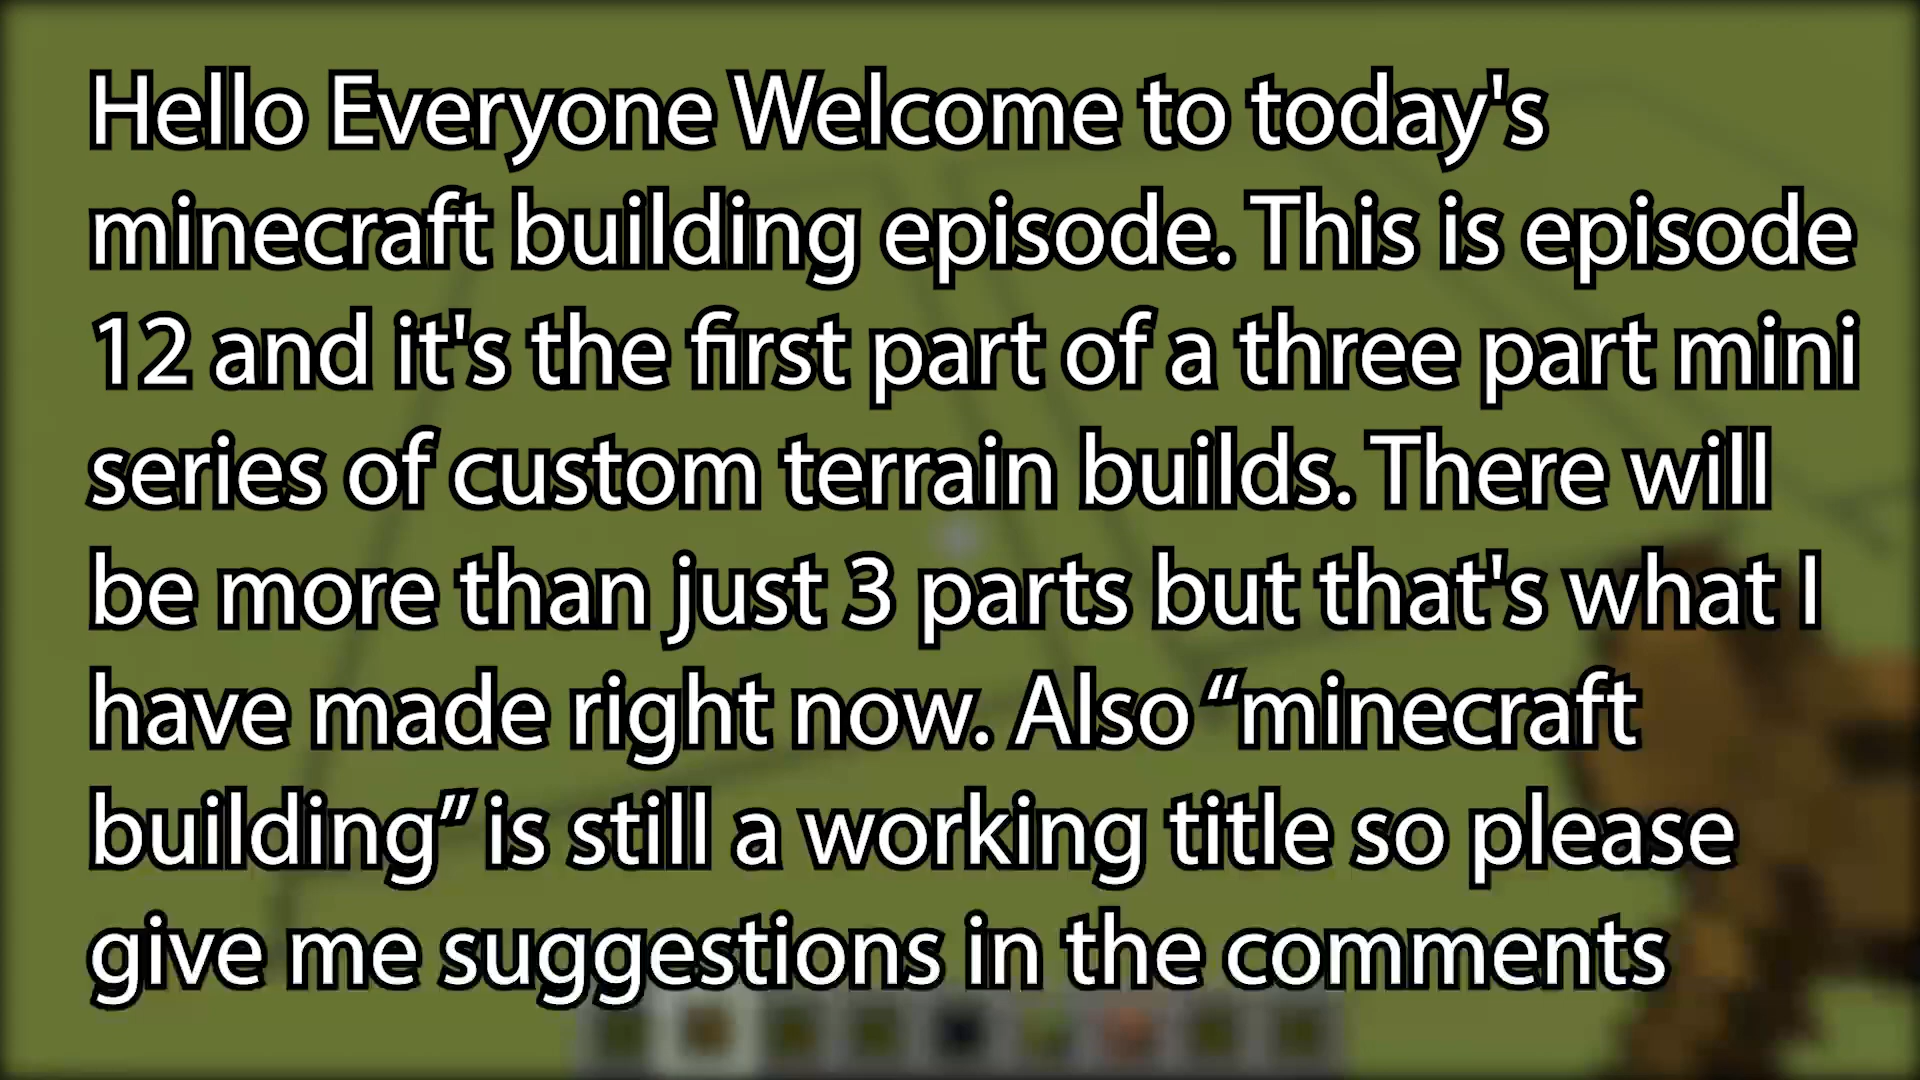 Hello Everyone Welcome to today's
minecraft building episode. This is episode
12 and it's the first part of a three part mini
series of custom terrain builds. There will
be more than just 3 parts but that's what I
have made right now. Also “minecraft
building” is still a working title so please
give me suggestions in the comments